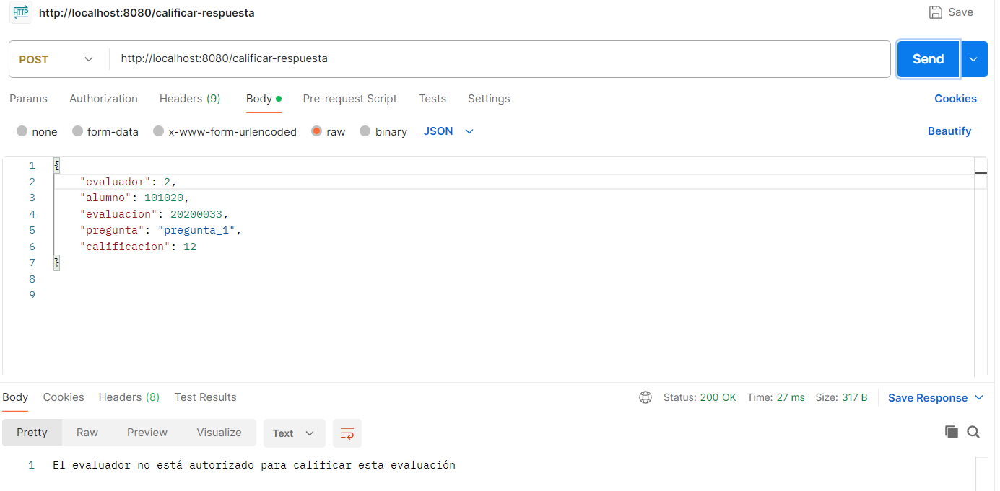 HTTP http://localhost:8080/calificar-respuesta Save
POST http://localhost:8080/calificar-respuesta Send
Params Authorization Headers (9) Body Pre-request Script Tests Settings Cookies
none form-data x-www-form-urlencoded raw binary JSON Beautify
1 {
2 "evaluador": 2,
3 "alumno": 101020,
4 "evaluacion": 20200033,
5 "pregunta": "pregunta_1",
6 "calificacion": 12
7 }
8
9
Body Cookies Headers (8) Test Results Status: 200 OK Time: 27 ms Size: 317 B Save Response
Pretty Raw Preview Visualize Text
1 El evaluador no está autorizado para calificar esta evaluación